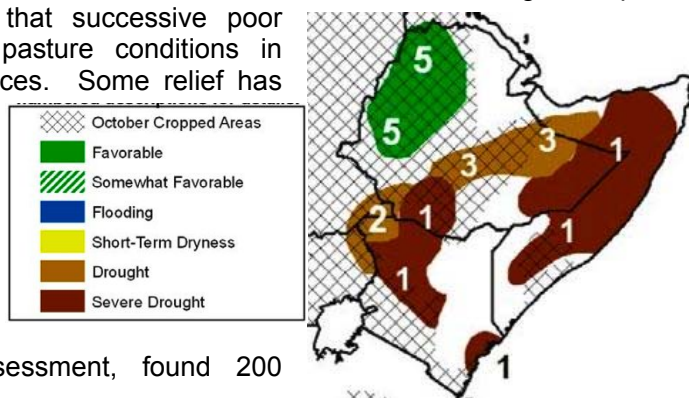 that successive poor
pasture conditions in
ces. Some relief has
October Cropped Areas
Favorable
Somewhat Favorable
Flooding
Short-Term Dryness
Drought
Severe Drought
sessment, found 200
5
5
3
3
1
2
1
1
1
1